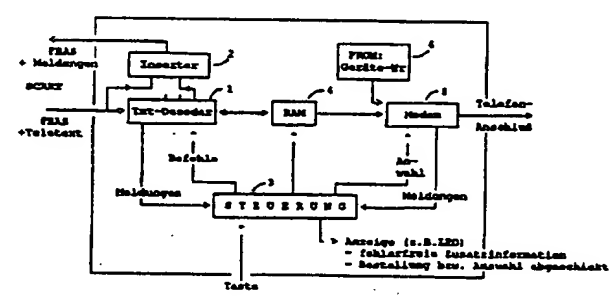 FBAS
+ Meldungen
SCART
FBAS
+Teletext
Inserter
2
1
Txt-Decoder
4
RAM
PROM:
Geräte-Nr
6
5
Modem
Telefon-
Anschluß
Befehle
An-
wahl
Meldungen
Meldungen
3
STEUERUNG
Anzeige (z.B.LED)
- fehlerfreie Zusatzinformation
- Bestellung bzw. Auswahl abgeschickt
Taste